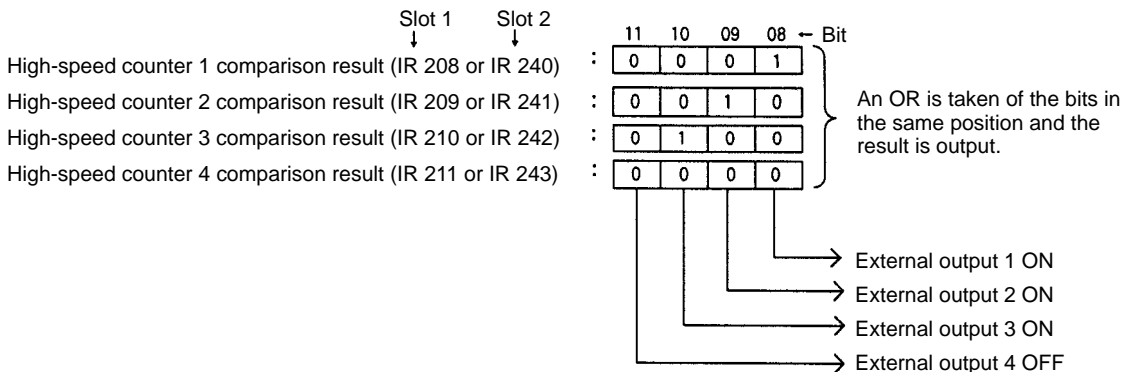 Slot 1 Slot 2
11 10 09 08 ← Bit
High-speed counter 1 comparison result (IR 208 or IR 240) : 0 0 0 1
High-speed counter 2 comparison result (IR 209 or IR 241) : 0 0 1 0
High-speed counter 3 comparison result (IR 210 or IR 242) : 0 1 0 0
High-speed counter 4 comparison result (IR 211 or IR 243) : 0 0 0 0
An OR is taken of the bits in
the same position and the
result is output.
External output 1 ON
External output 2 ON
External output 3 ON
External output 4 OFF